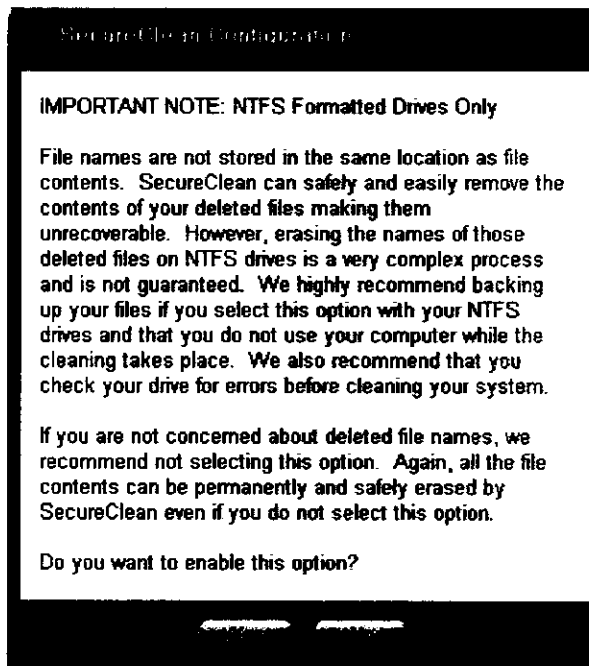 SecureClean Configuration
IMPORTANT NOTE: NTFS Formatted Drives Only
File names are not stored in the same location as file
contents. SecureClean can safely and easily remove the
contents of your deleted files making them
unrecoverable. However, erasing the names of those
deleted files on NTFS drives is a very complex process
and is not guaranteed. We highly recommend backing
up your files if you select this option with your NTFS
drives and that you do not use your computer while the
cleaning takes place. We also recommend that you
check your drive for errors before cleaning your system.
If you are not concerned about deleted file names, we
recommend not selecting this option. Again, all the file
contents can be permanently and safely erased by
SecureClean even if you do not select this option.
Do you want to enable this option?